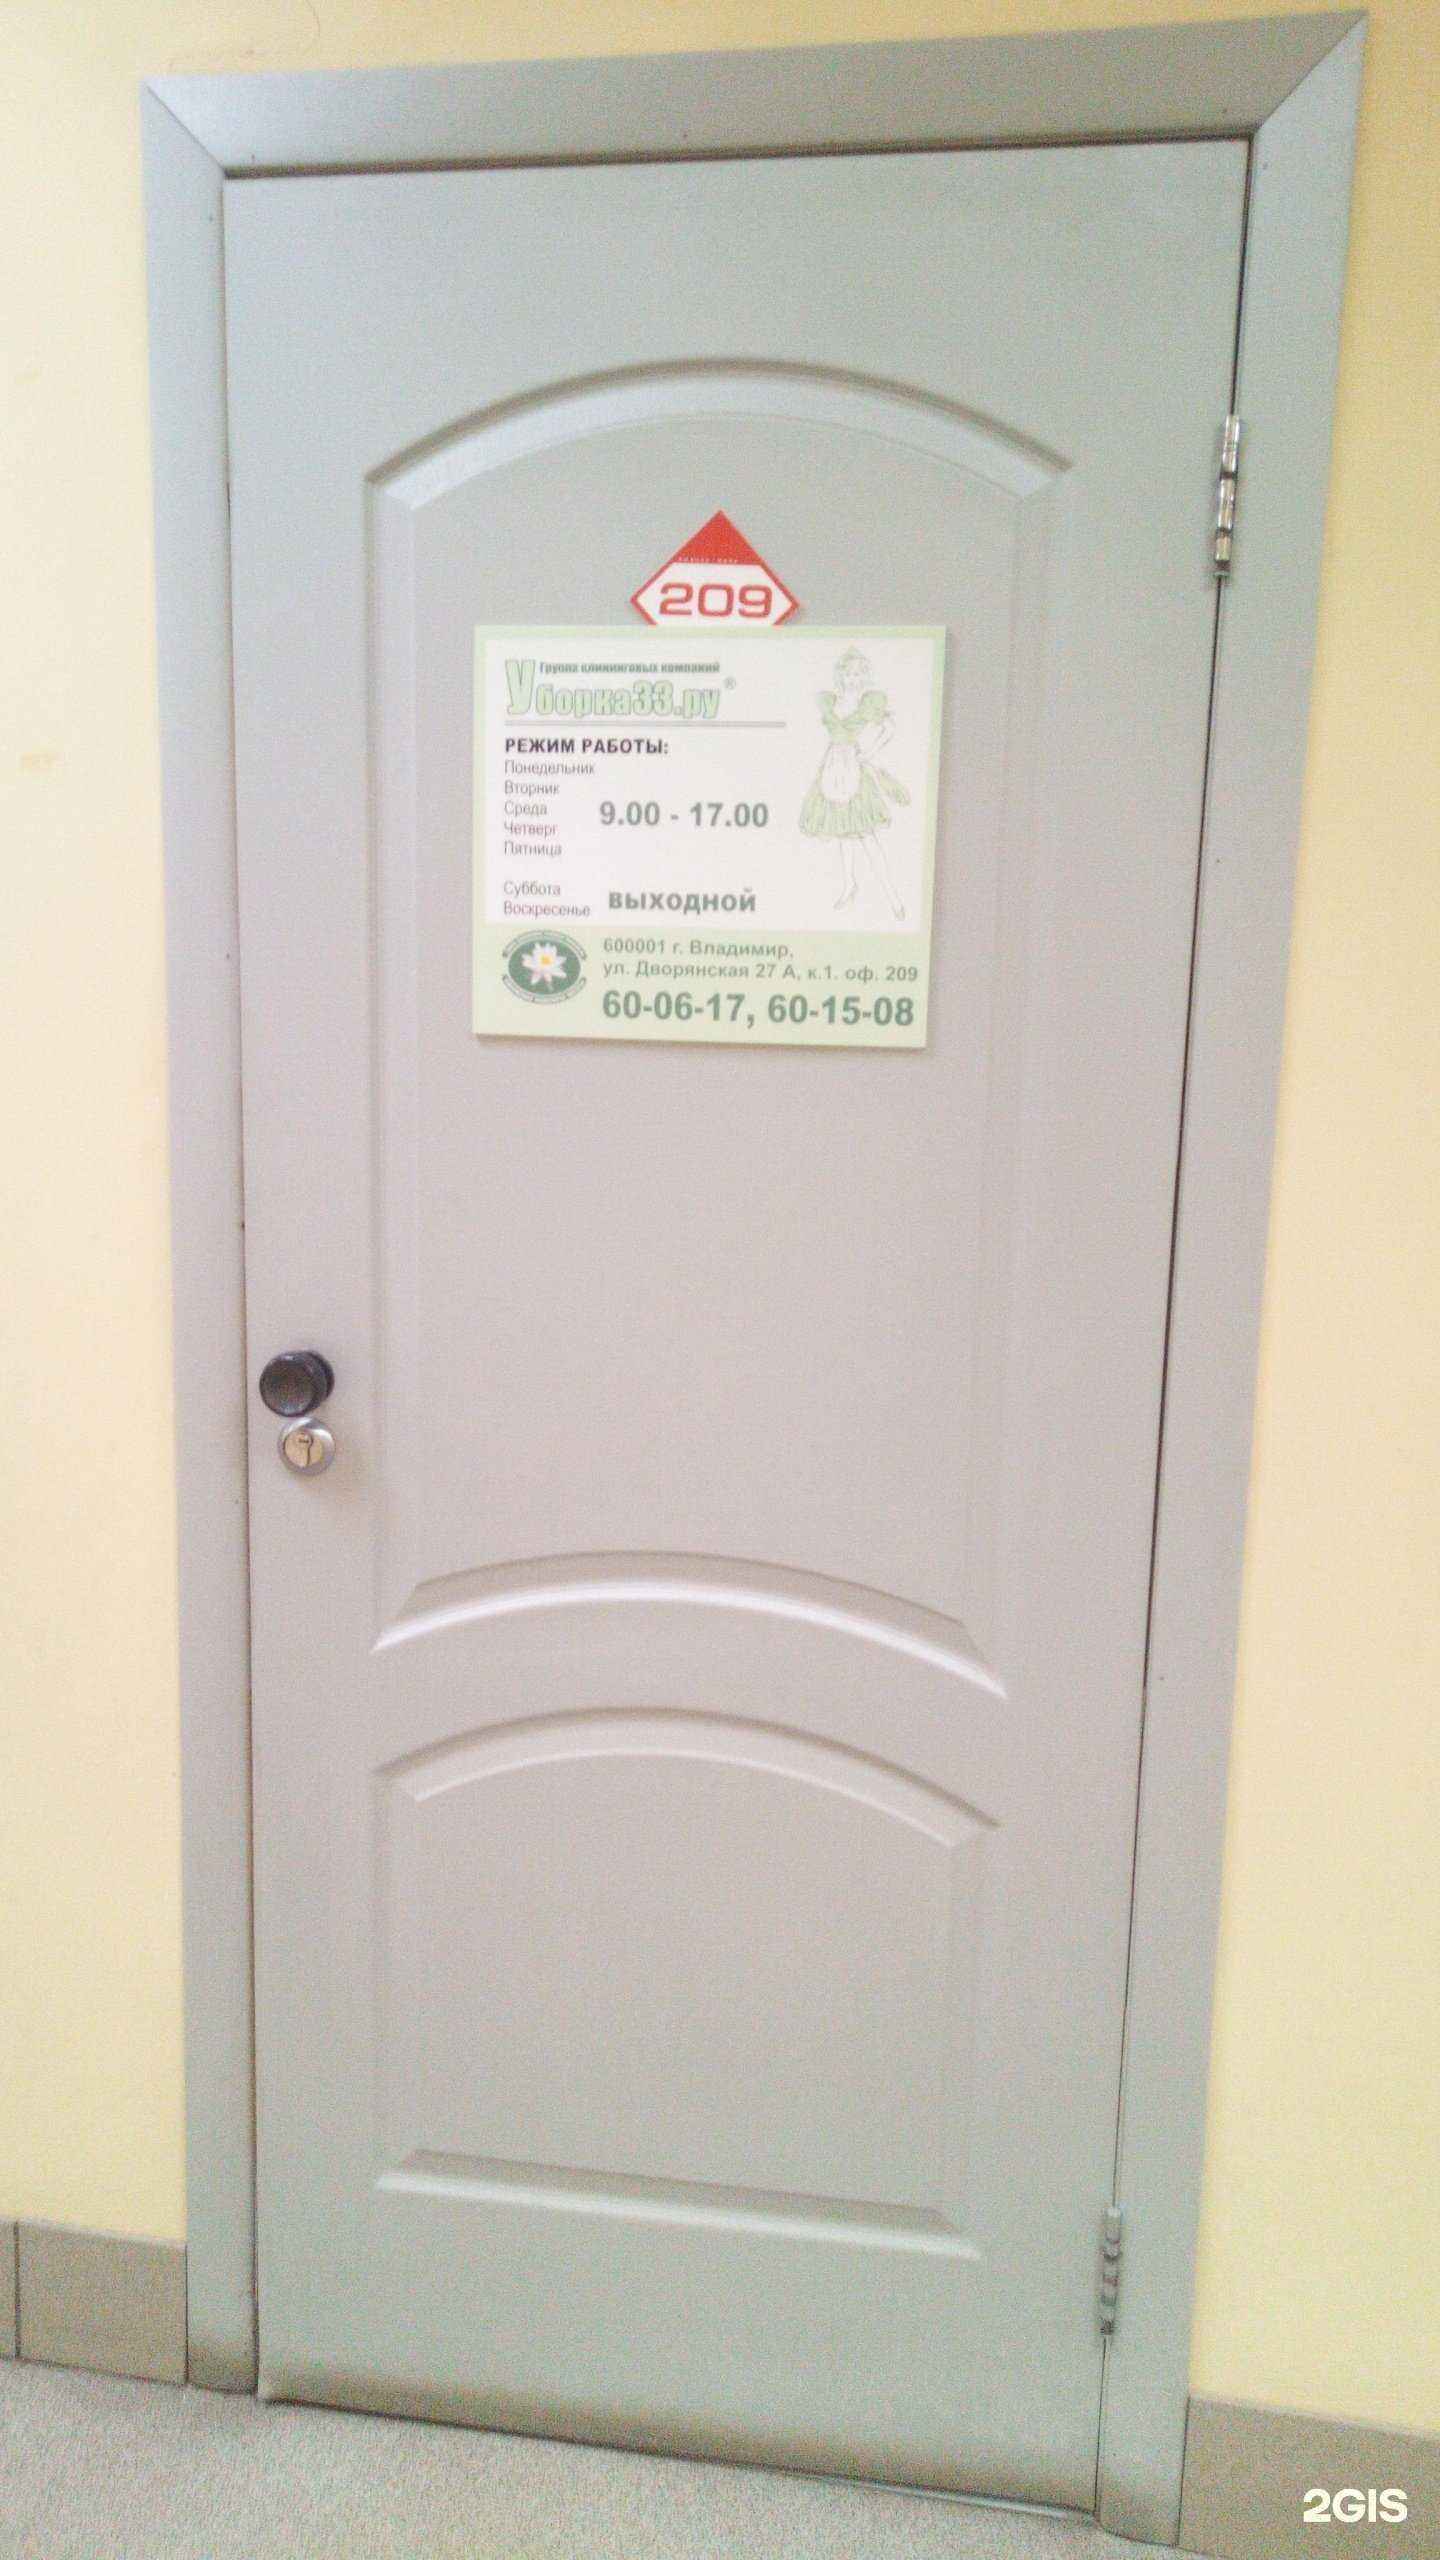 209
Группа клининговых компаний
Уборка33.ру®
РЕЖИМ РАБОТЫ:
Понедельник
Вторник
Среда
Четверг
Пятница
9.00 - 17.00
Суббота
Воскресенье
выходной
600001 г. Владимир,
ул. Дворянская 27 А, к.1. оф. 209
60-06-17, 60-15-08
2GIS